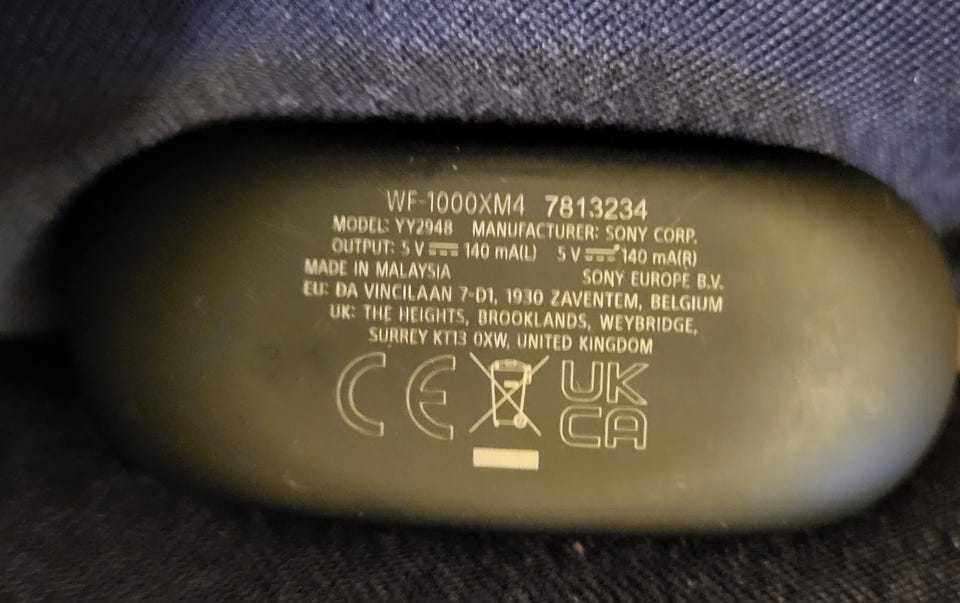 WF-1000XM4 7813234
MODEL: YY2948 MANUFACTURER: SONY CORP.
OUTPUT: 5 V ⎓ 140 mA(L) 5 V ⎓ 140 mA(R)
MADE IN MALAYSIA SONY EUROPE B.V.
EU: DA VINCILAAN 7-D1, 1930 ZAVENTEM, BELGIUM
UK: THE HEIGHTS, BROOKLANDS, WEYBRIDGE,
SURREY KT13 0XW, UNITED KINGDOM
CE UK
CA